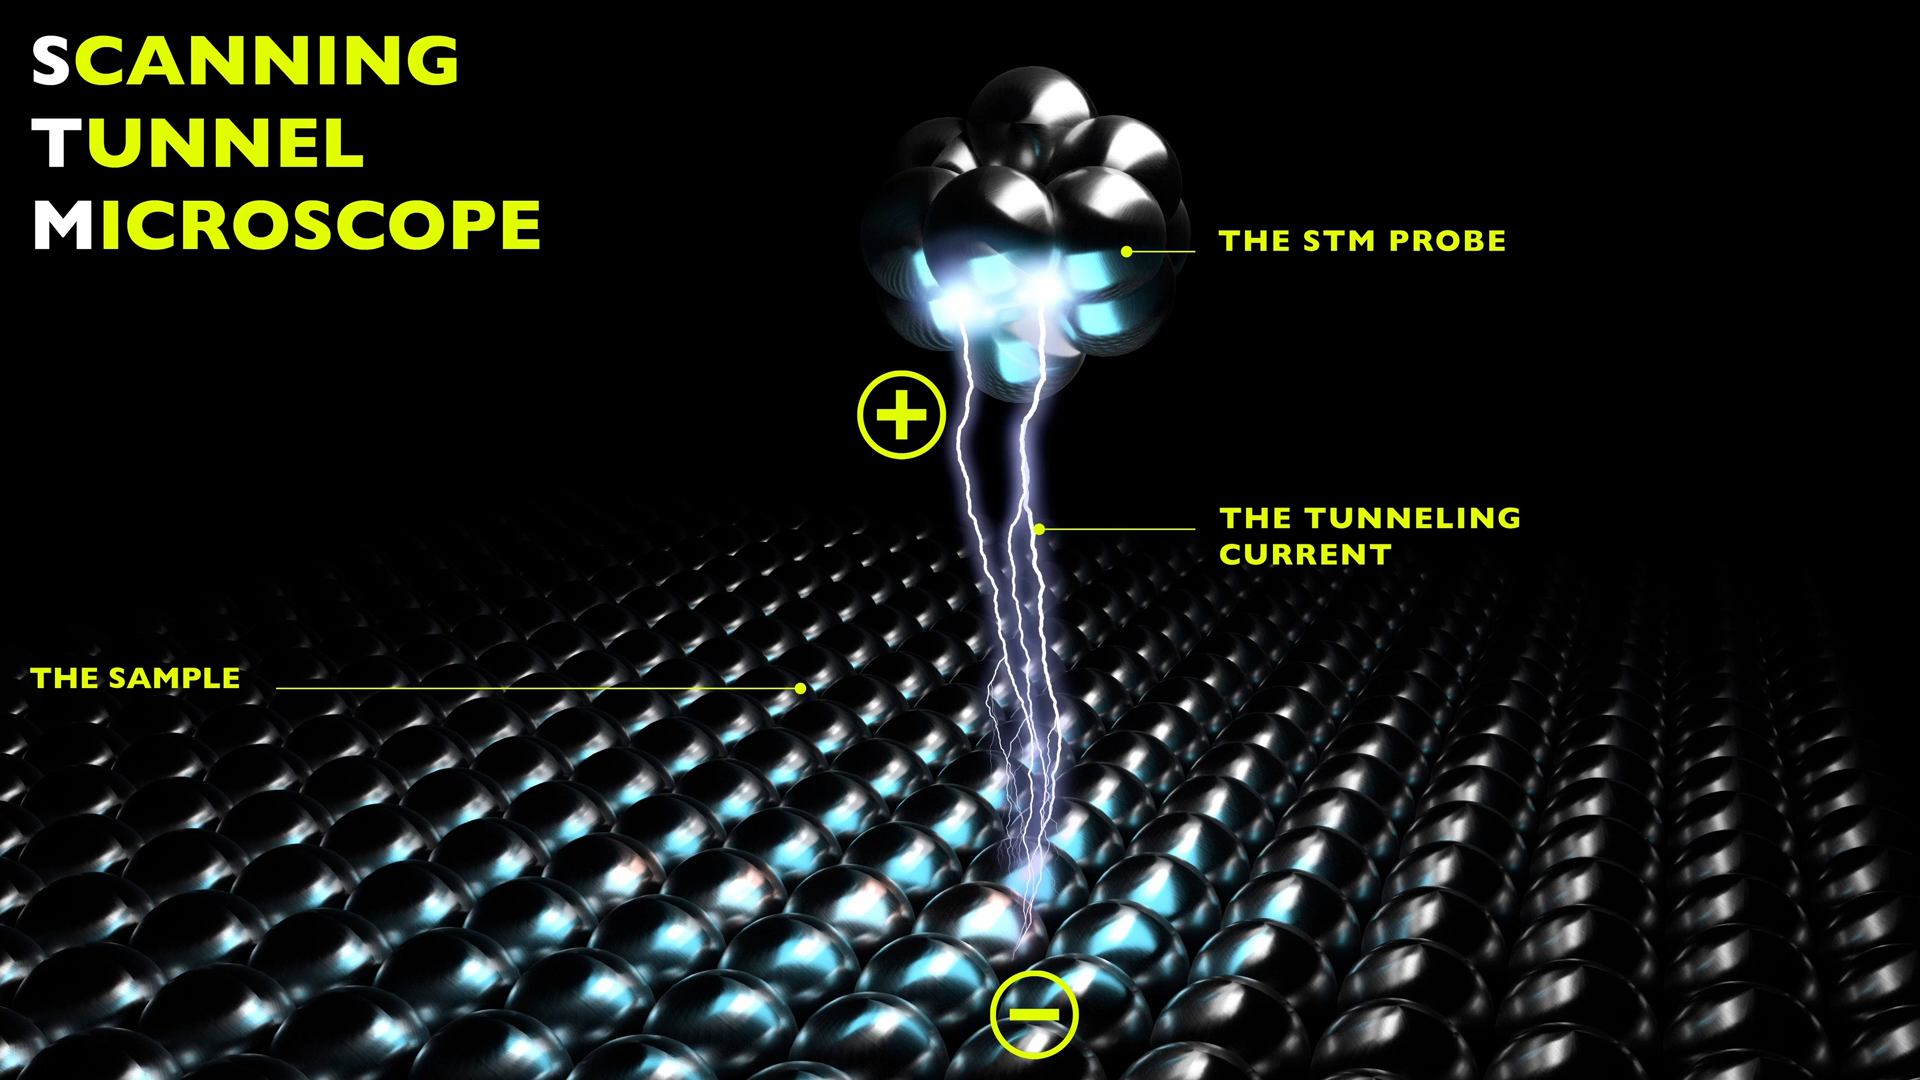 SCANNING
TUNNEL
MICROSCOPE
THE STM PROBE
+
THE TUNNELING
CURRENT
THE SAMPLE
−